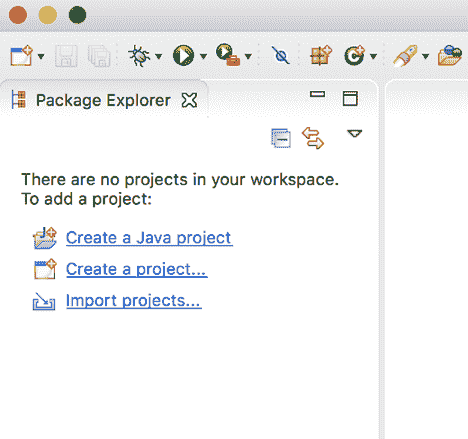 Package Explorer
There are no projects in your workspace.
To add a project:
Create a Java project
Create a project...
Import projects...